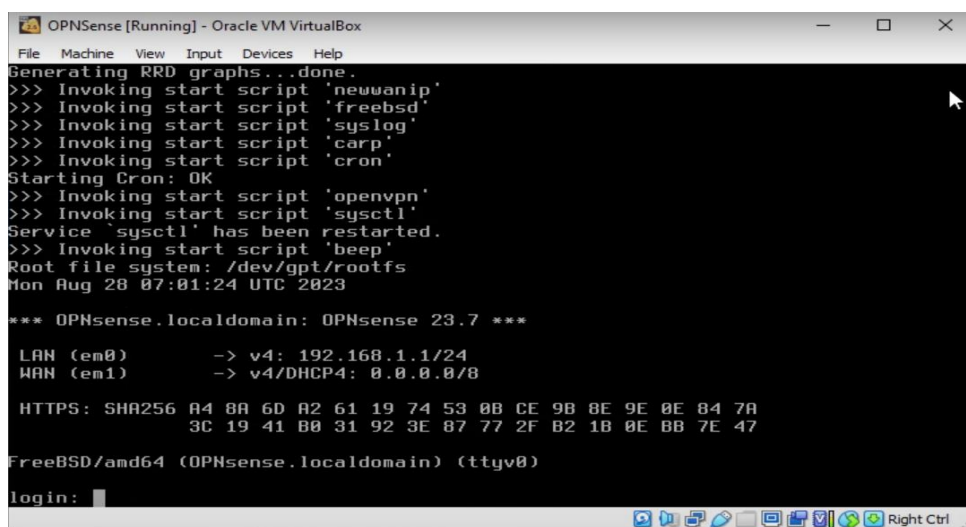 OPNSense [Running] - Oracle VM VirtualBox
File Machine View Input Devices Help
Generating RRD graphs...done.
>>> Invoking start script 'newwanip'
>>> Invoking start script 'freebsd'
>>> Invoking start script 'syslog'
>>> Invoking start script 'carp'
>>> Invoking start script 'cron'
Starting Cron: OK
>>> Invoking start script 'openvpn'
>>> Invoking start script 'sysctl'
Service `sysctl' has been restarted.
>>> Invoking start script 'beep'
Root file system: /dev/gpt/rootfs
Mon Aug 28 07:01:24 UTC 2023
*** OPNsense.localdomain: OPNsense 23.7 ***
LAN (em0) -> v4: 192.168.1.1/24
WAN (em1) -> v4/DHCP4: 0.0.0.0/8
HTTPS: SHA256 A4 8A 6D A2 61 19 74 53 0B CE 9B 8E 9E 0E 84 7A
3C 19 41 B0 31 92 3E 87 77 2F B2 1B 0E BB 7E 47
FreeBSD/amd64 (OPNsense.localdomain) (ttyv0)
login:
Right Ctrl